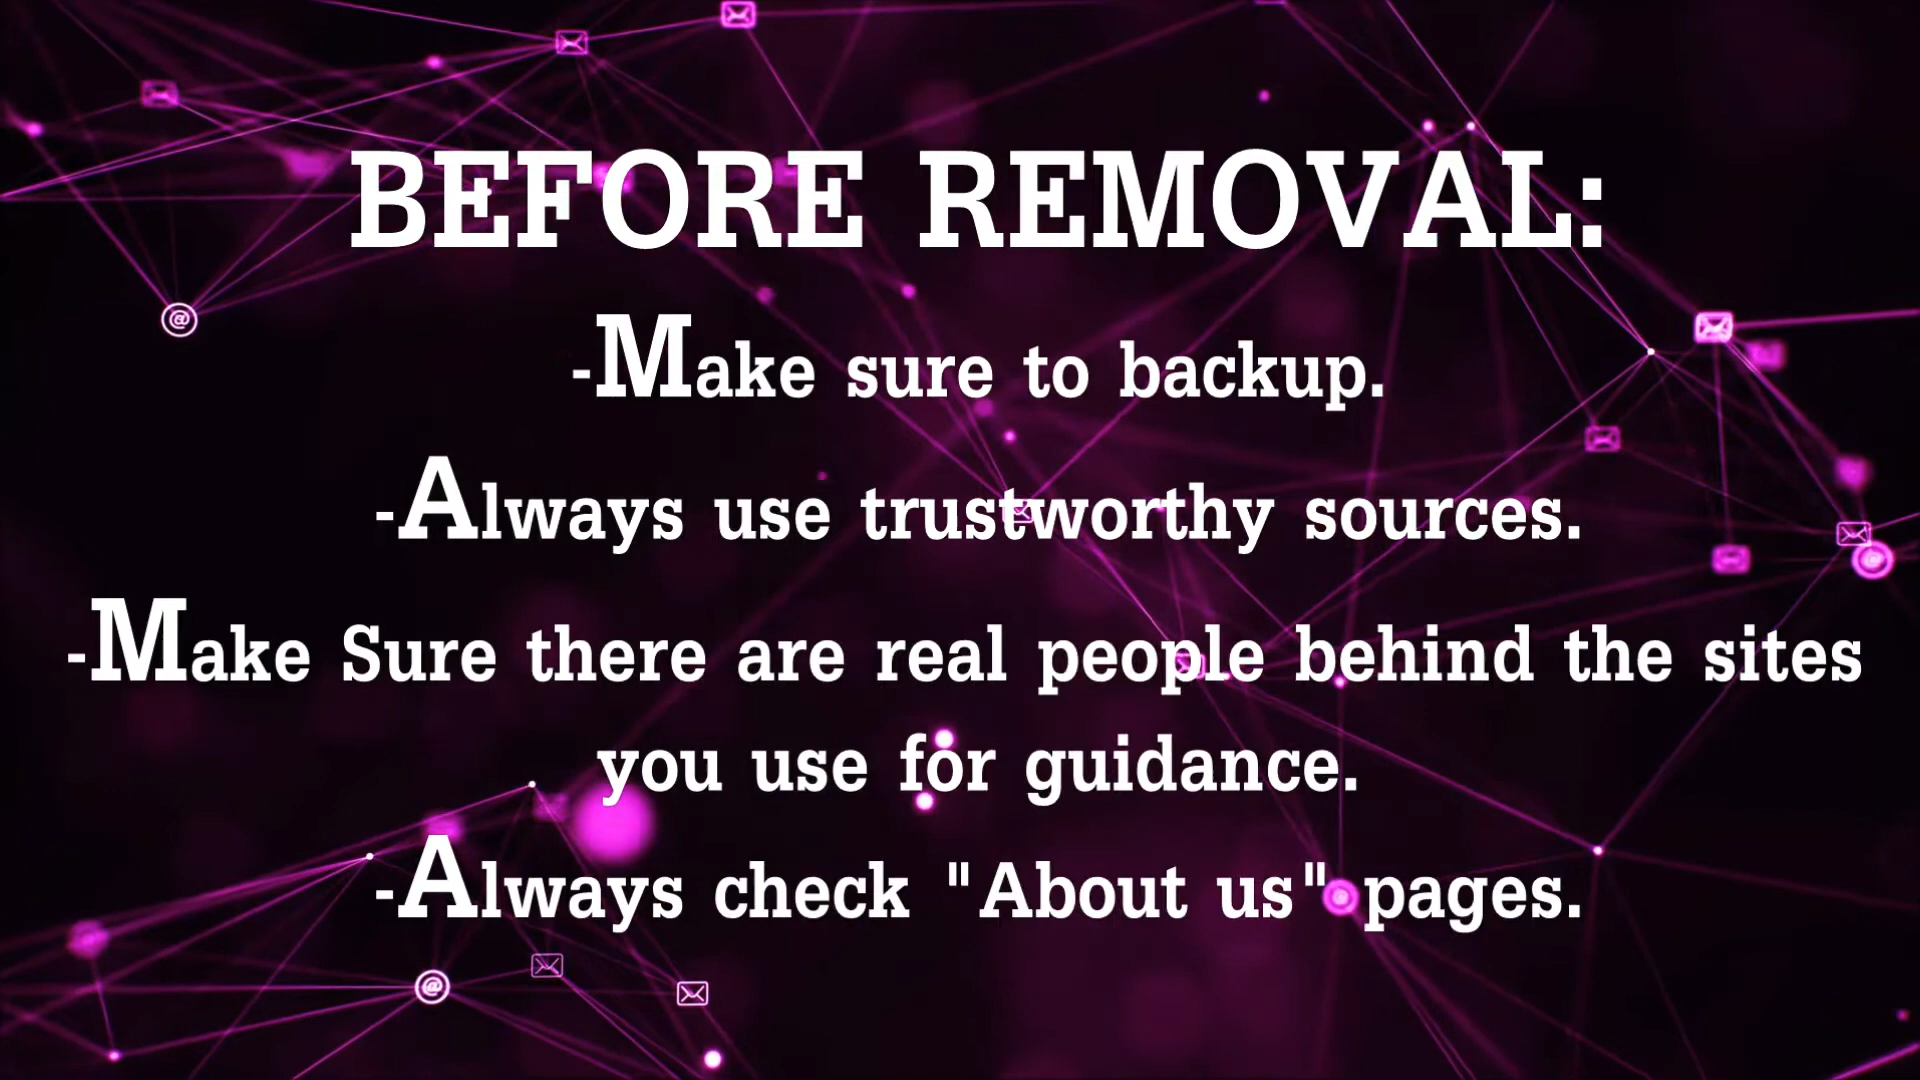 BEFORE REMOVAL:
-Make sure to backup.
-Always use trustworthy sources.
-Make Sure there are real people behind the sites
you use for guidance.
-Always check "About us" pages.